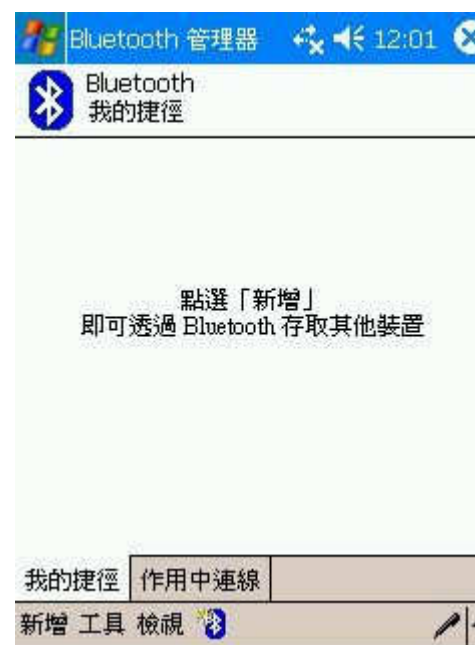 Bluetooth 管理器 12:01
Bluetooth
我的捷徑
點選「新增」
即可透過 Bluetooth 存取其他裝置
我的捷徑 作用中連線
新增 工具 檢視